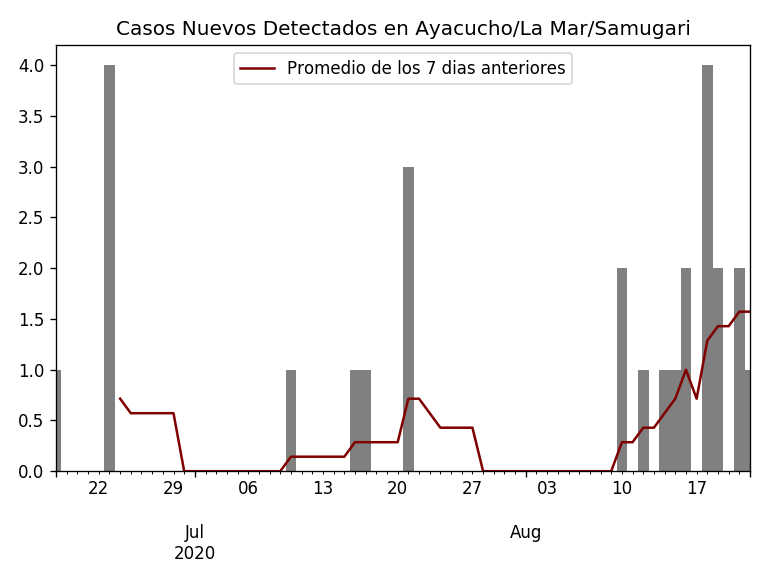 Casos Nuevos Detectados en Ayacucho/La Mar/Samugari
Promedio de los 7 dias anteriores
4.0
3.5
3.0
2.5
2.0
1.5
1.0
0.5
0.0
22 29 06 13 20 27 03 10 17
Jul Aug
2020